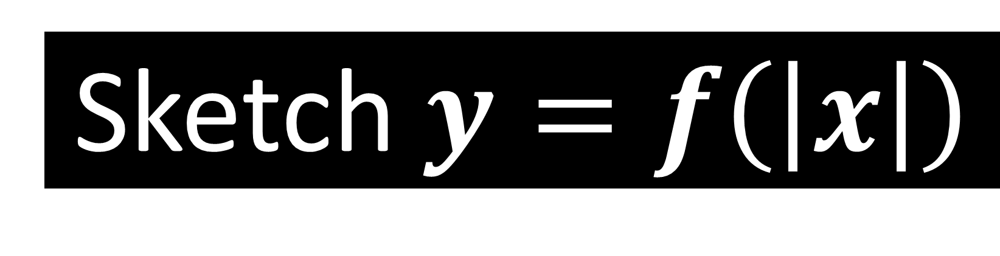 Sketch y = f(|x|)